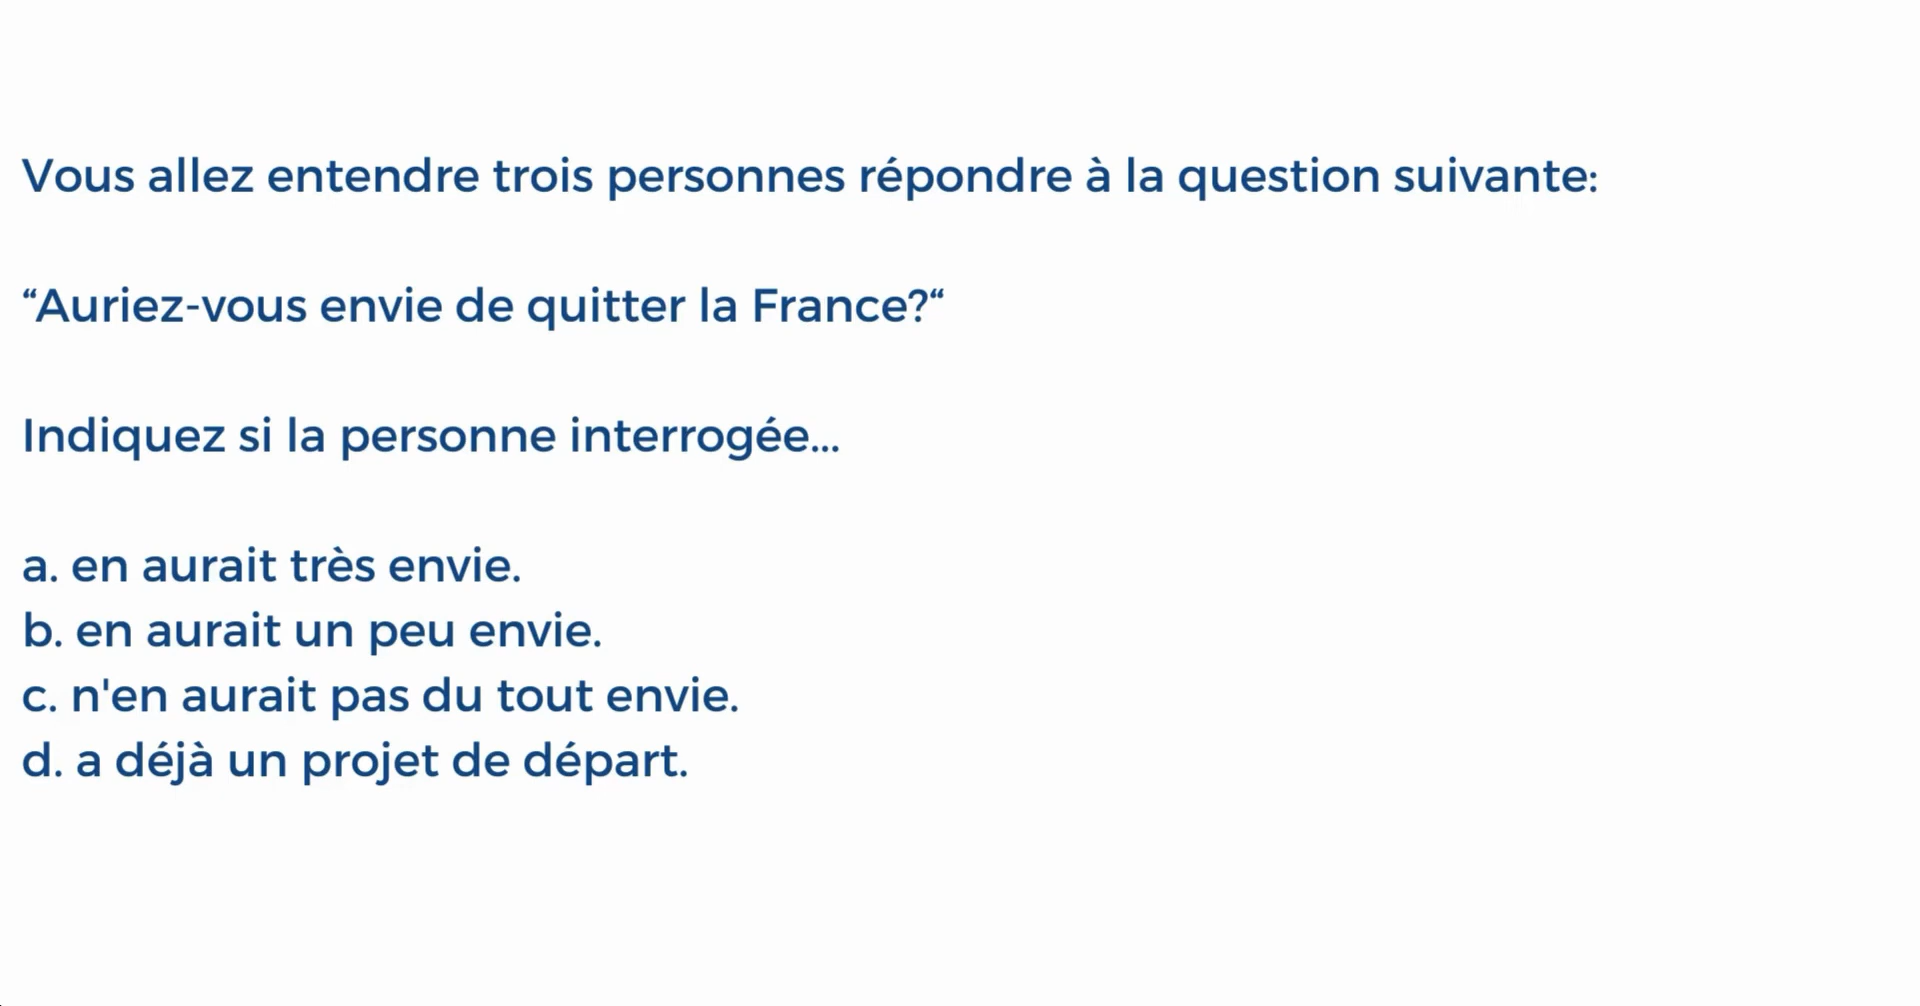 Vous allez entendre trois personnes répondre à la question suivante:
“Auriez-vous envie de quitter la France?“
Indiquez si la personne interrogée...
a. en aurait très envie.
b. en aurait un peu envie.
c. n'en aurait pas du tout envie.
d. a déjà un projet de départ.